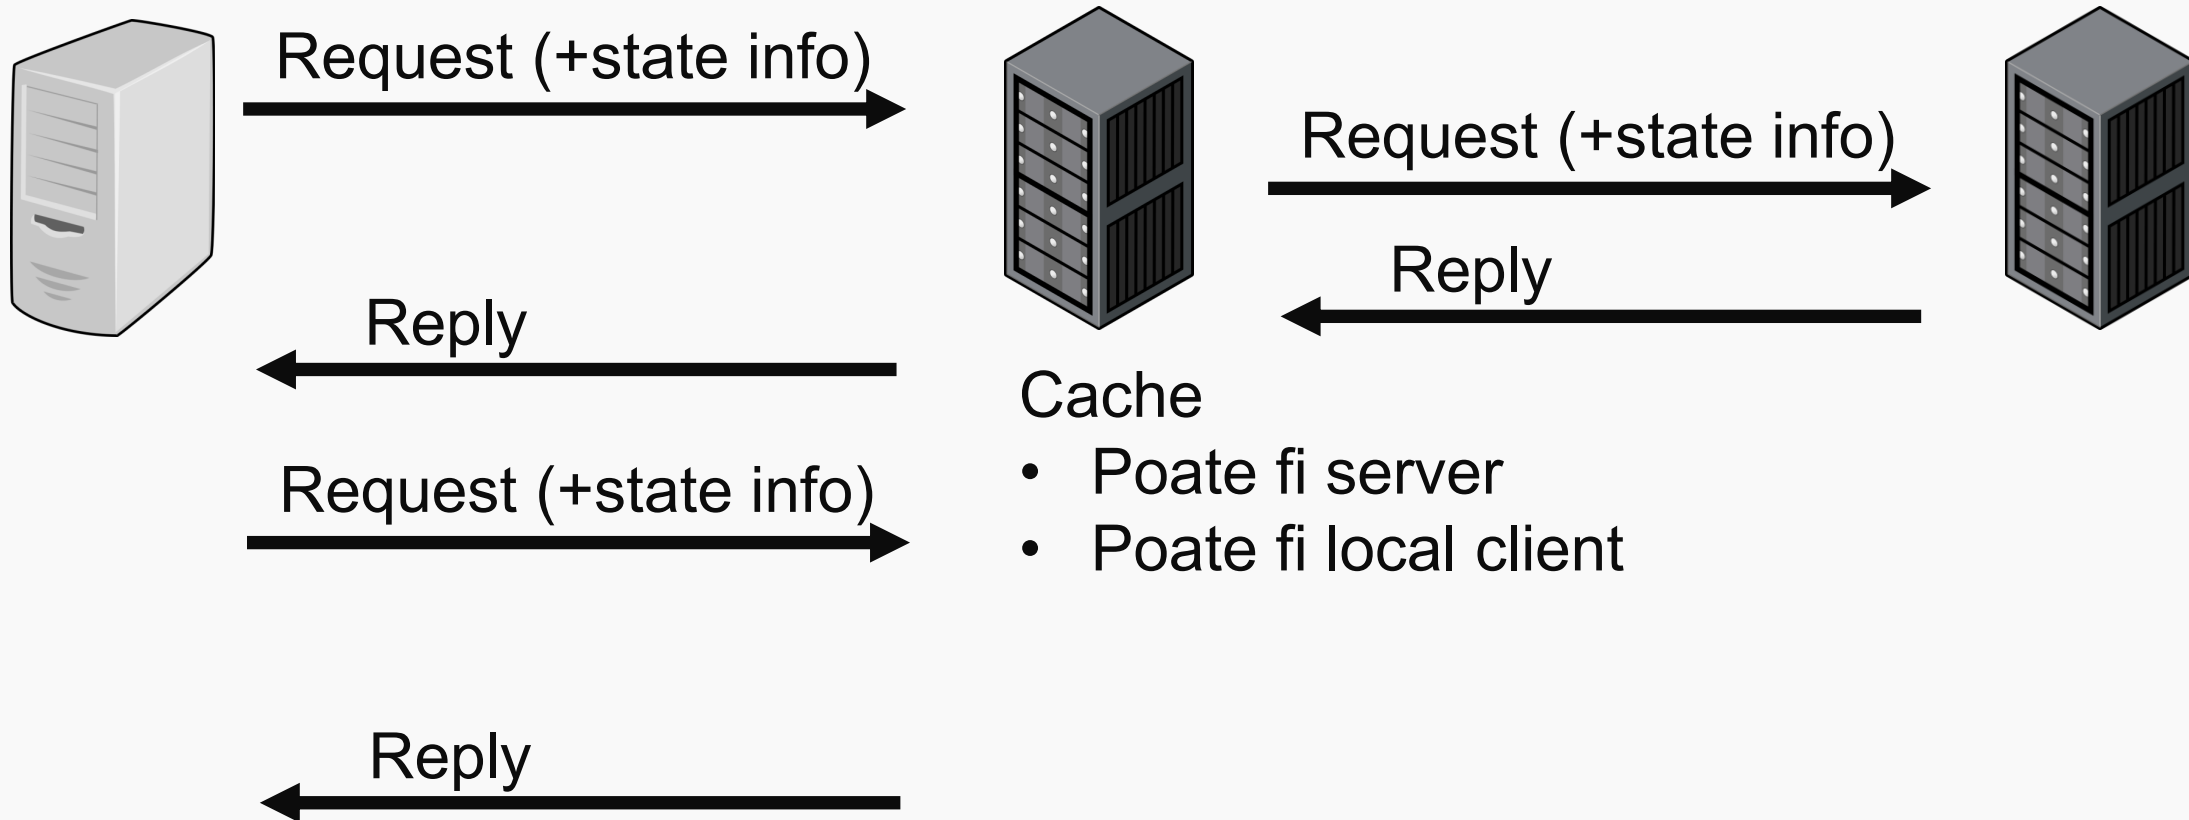 Request (+state info)
Request (+state info)
Reply
Reply
Cache
• Poate fi server
• Poate fi local client
Request (+state info)
Reply